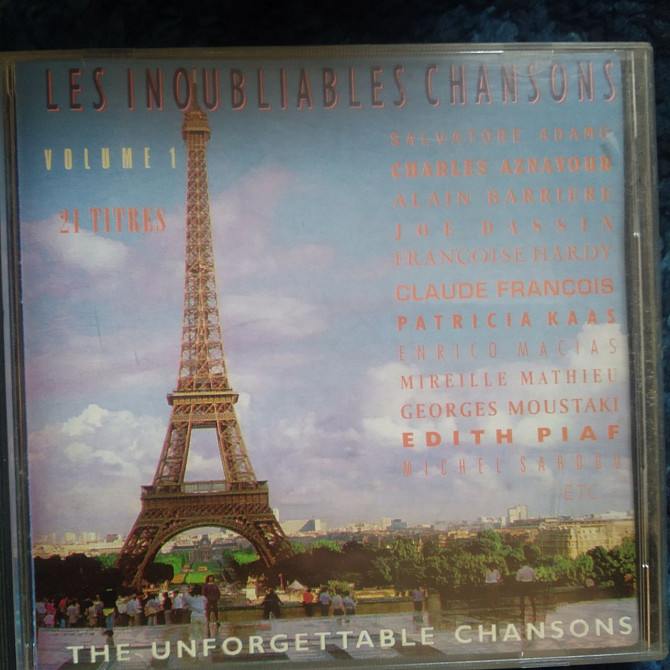 LES INOUBLIABLES CHANSONS
VOLUME 1
21 TITRES
SALVATORE ADAMO
CHARLES AZNAVOUR
ALAIN BARRIERE
JOE DASSIN
FRANÇOISE HARDY
CLAUDE FRANÇOIS
PATRICIA KAAS
ENRICO MACIAS
MIREILLE MATHIEU
GEORGES MOUSTAKI
EDITH PIAF
MICHEL SARDOU
ETC...
THE UNFORGETTABLE CHANSONS